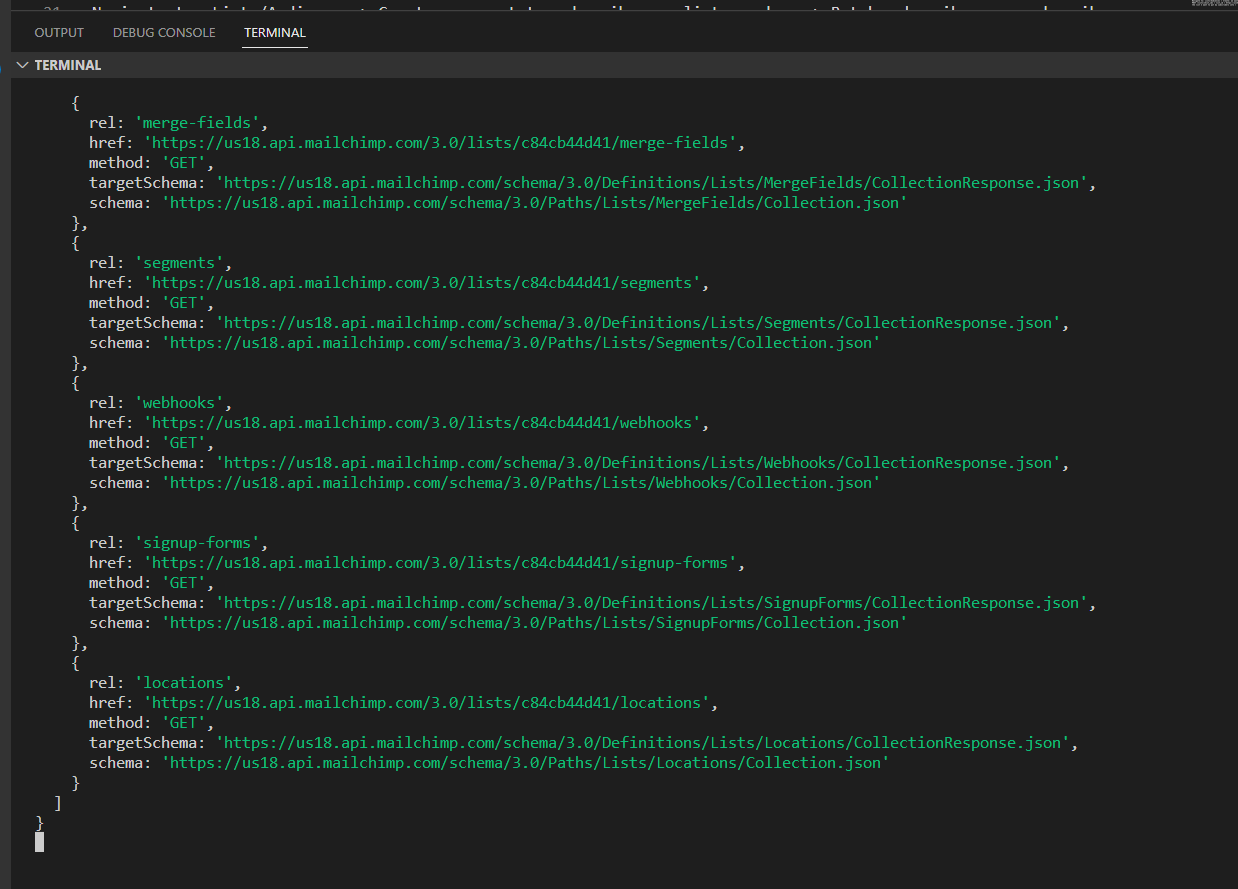 OUTPUT DEBUG CONSOLE TERMINAL
TERMINAL
{
rel: 'merge-fields',
href: 'https://us18.api.mailchimp.com/3.0/lists/c84cb44d41/merge-fields',
method: 'GET',
targetSchema: 'https://us18.api.mailchimp.com/schema/3.0/Definitions/Lists/MergeFields/CollectionResponse.json',
schema: 'https://us18.api.mailchimp.com/schema/3.0/Paths/Lists/MergeFields/Collection.json'
},
{
rel: 'segments',
href: 'https://us18.api.mailchimp.com/3.0/lists/c84cb44d41/segments',
method: 'GET',
targetSchema: 'https://us18.api.mailchimp.com/schema/3.0/Definitions/Lists/Segments/CollectionResponse.json',
schema: 'https://us18.api.mailchimp.com/schema/3.0/Paths/Lists/Segments/Collection.json'
},
{
rel: 'webhooks',
href: 'https://us18.api.mailchimp.com/3.0/lists/c84cb44d41/webhooks',
method: 'GET',
targetSchema: 'https://us18.api.mailchimp.com/schema/3.0/Definitions/Lists/Webhooks/CollectionResponse.json',
schema: 'https://us18.api.mailchimp.com/schema/3.0/Paths/Lists/Webhooks/Collection.json'
},
{
rel: 'signup-forms',
href: 'https://us18.api.mailchimp.com/3.0/lists/c84cb44d41/signup-forms',
method: 'GET',
targetSchema: 'https://us18.api.mailchimp.com/schema/3.0/Definitions/Lists/SignupForms/CollectionResponse.json',
schema: 'https://us18.api.mailchimp.com/schema/3.0/Paths/Lists/SignupForms/Collection.json'
},
{
rel: 'locations',
href: 'https://us18.api.mailchimp.com/3.0/lists/c84cb44d41/locations',
method: 'GET',
targetSchema: 'https://us18.api.mailchimp.com/schema/3.0/Definitions/Lists/Locations/CollectionResponse.json',
schema: 'https://us18.api.mailchimp.com/schema/3.0/Paths/Lists/Locations/Collection.json'
}
]
}